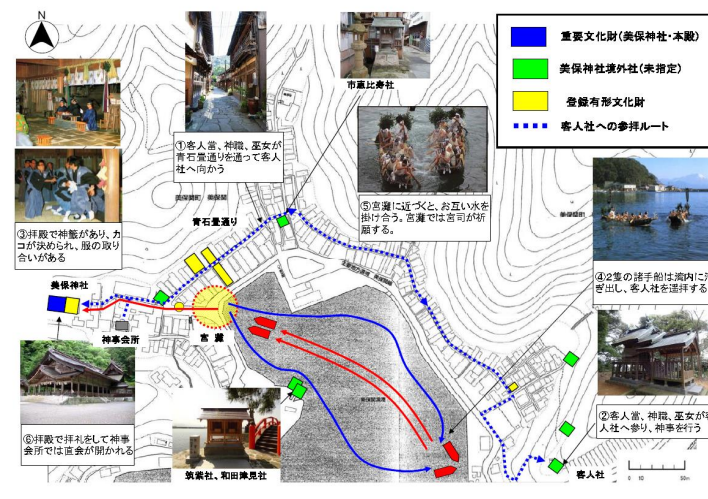 N
重要文化財(美保神社・本殿)
美保神社境外社(未指定)
登録有形文化財
客人社への参拝ルート
市恵比寿社
①客人當、神職、巫女が
青石畳通りを通って客人
社へ向かう
⑤宮灘に近づくと、お互い水を
掛け合う。宮灘では宮司が祈
願する。
③拝殿で神籤があり、カ
コが決められ、服の取り
合いがある
青石畳通り
美保関町
④2隻の諸手船は湾内に
ぎ出し、客人社を遥拝する
美保神社
神事会所
宮灘
⑥拝殿で拝礼をして神事
会所では直会が開かれる
筑紫社、和田津見社
②客人當、神職、巫女が
人社へ参り、神事を行う
客人社
0
10
50m